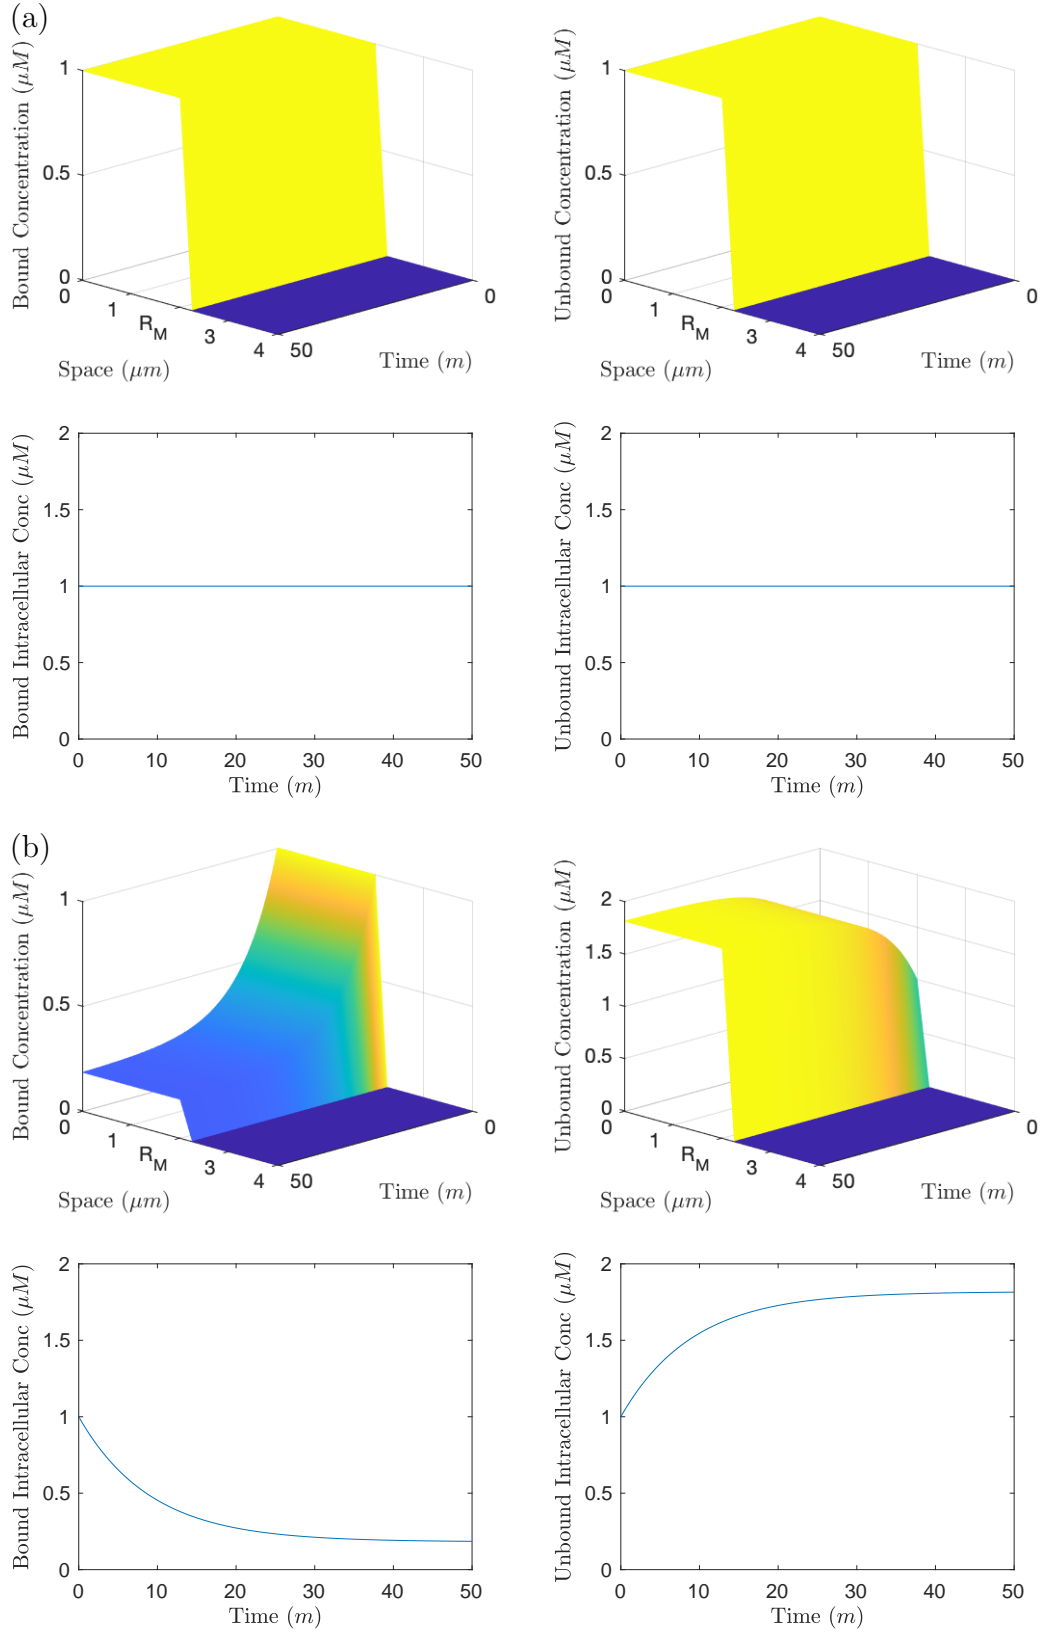 (a)
Bound Concentration (μM)
1
0.5
0
0
1
R_M
3
4
50
0
Space (μm)
Time (m)
Unbound Concentration (μM)
1
0.5
0
0
1
R_M
3
4
50
0
Space (μm)
Time (m)
Bound Intracellular Conc (μM)
2
1.5
1
0.5
0
0 10 20 30 40 50
Time (m)
Unbound Intracellular Conc (μM)
2
1.5
1
0.5
0
0 10 20 30 40 50
Time (m)
(b)
Bound Concentration (μM)
1
0.5
0
0
1
R_M
3
4
50
0
Space (μm)
Time (m)
Unbound Concentration (μM)
2
1.5
1
0.5
0
0
1
R_M
3
4
50
0
Space (μm)
Time (m)
Bound Intracellular Conc (μM)
2
1.5
1
0.5
0
0 10 20 30 40 50
Time (m)
Unbound Intracellular Conc (μM)
2
1.5
1
0.5
0
0 10 20 30 40 50
Time (m)